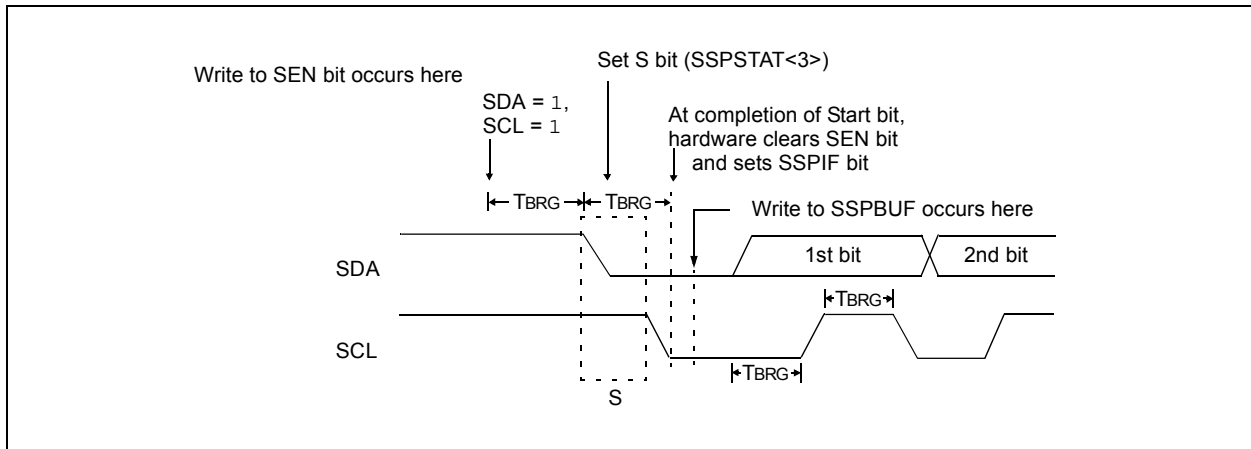 Set S bit (SSPSTAT<3>)
Write to SEN bit occurs here
SDA = 1,
SCL = 1
At completion of Start bit,
hardware clears SEN bit
and sets SSPIF bit
TBRG
TBRG
Write to SSPBUF occurs here
SDA
1st bit
2nd bit
TBRG
SCL
TBRG
S